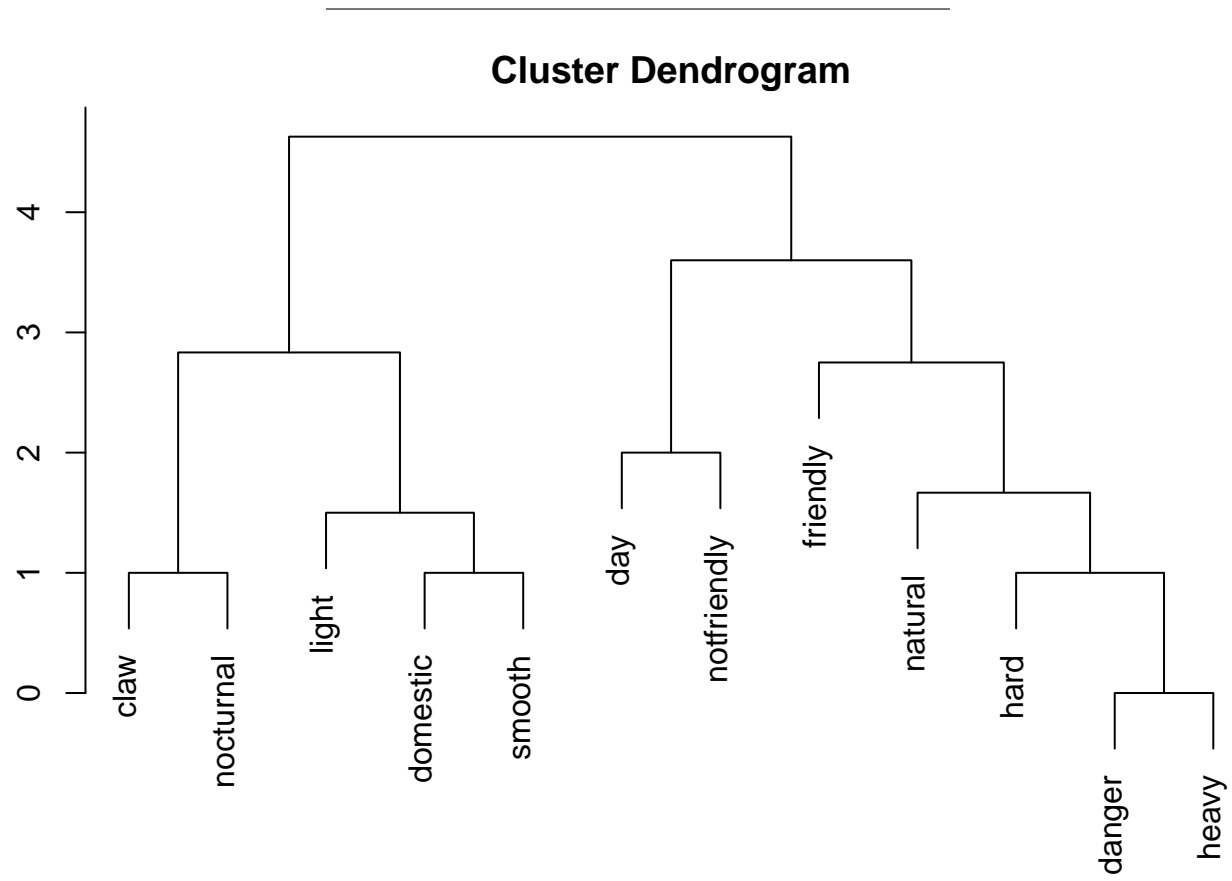 Cluster Dendrogram
4
3
2
1
0
claw
nocturnal
light
domestic
smooth
day
notfriendly
friendly
natural
hard
danger
heavy